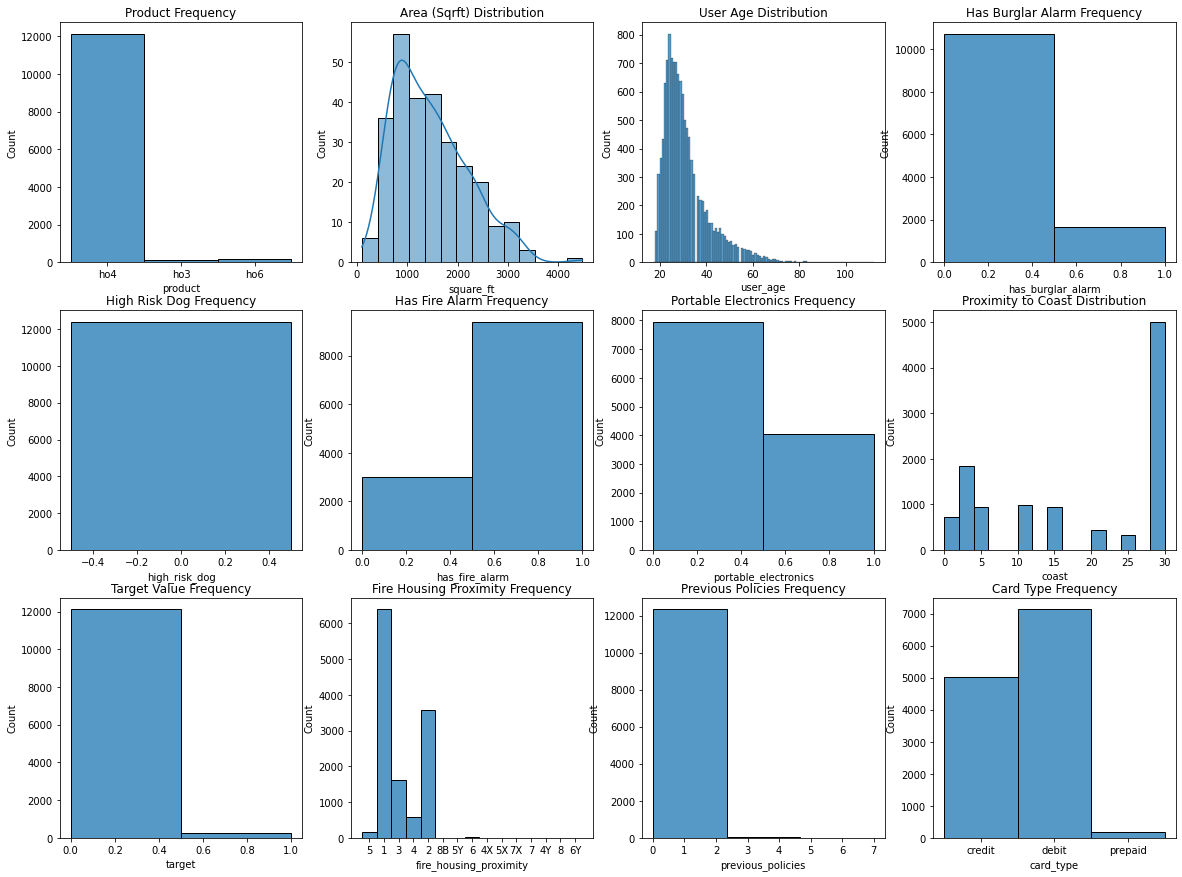 Product Frequency
Count
12000
10000
8000
6000
4000
2000
0
ho4 ho3 ho6
product
Area (Sqrft) Distribution
Count
50
40
30
20
10
0
0 1000 2000 3000 4000
square_ft
User Age Distribution
Count
800
700
600
500
400
300
200
100
0
20 40 60 80 100
user_age
Has Burglar Alarm Frequency
Count
10000
8000
6000
4000
2000
0
0.0 0.2 0.4 0.6 0.8 1.0
has_burglar_alarm
High Risk Dog Frequency
Count
12000
10000
8000
6000
4000
2000
0
−0.4 −0.2 0.0 0.2 0.4
high_risk_dog
Has Fire Alarm Frequency
Count
8000
6000
4000
2000
0
0.0 0.2 0.4 0.6 0.8 1.0
has_fire_alarm
Portable Electronics Frequency
Count
8000
7000
6000
5000
4000
3000
2000
1000
0
0.0 0.2 0.4 0.6 0.8 1.0
portable_electronics
Proximity to Coast Distribution
Count
5000
4000
3000
2000
1000
0
0 5 10 15 20 25 30
coast
Target Value Frequency
Count
12000
10000
8000
6000
4000
2000
0
0.0 0.2 0.4 0.6 0.8 1.0
target
Fire Housing Proximity Frequency
Count
6000
5000
4000
3000
2000
1000
0
5 1 3 4 2 8B 5Y 6 4X 5X 7X 7 4Y 8 6Y
fire_housing_proximity
Previous Policies Frequency
Count
12000
10000
8000
6000
4000
2000
0
0 1 2 3 4 5 6 7
previous_policies
Card Type Frequency
Count
7000
6000
5000
4000
3000
2000
1000
0
credit debit prepaid
card_type